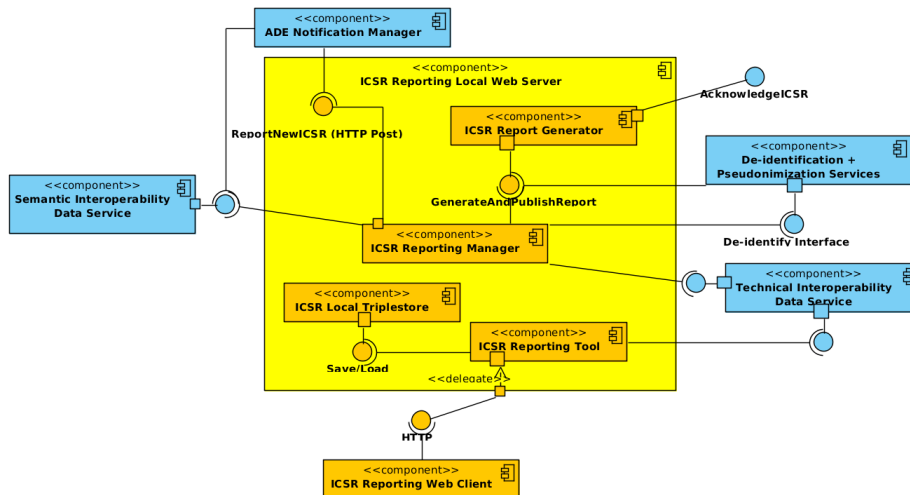 <<component>>
ADE Notification Manager
<<component>>
ICSR Reporting Local Web Server
AcknowledgeICSR
<<component>>
ICSR Report Generator
ReportNewICSR (HTTP Post)
<<component>>
De-identification +
Pseudonimization Services
<<component>>
Semantic Interoperability
Data Service
GenerateAndPublishReport
<<component>>
ICSR Reporting Manager
De-identify Interface
<<component>>
Technical Interoperability
Data Service
<<component>>
ICSR Local Triplestore
<<component>>
ICSR Reporting Tool
Save/Load
<<delegate>>
HTTP
<<component>>
ICSR Reporting Web Client